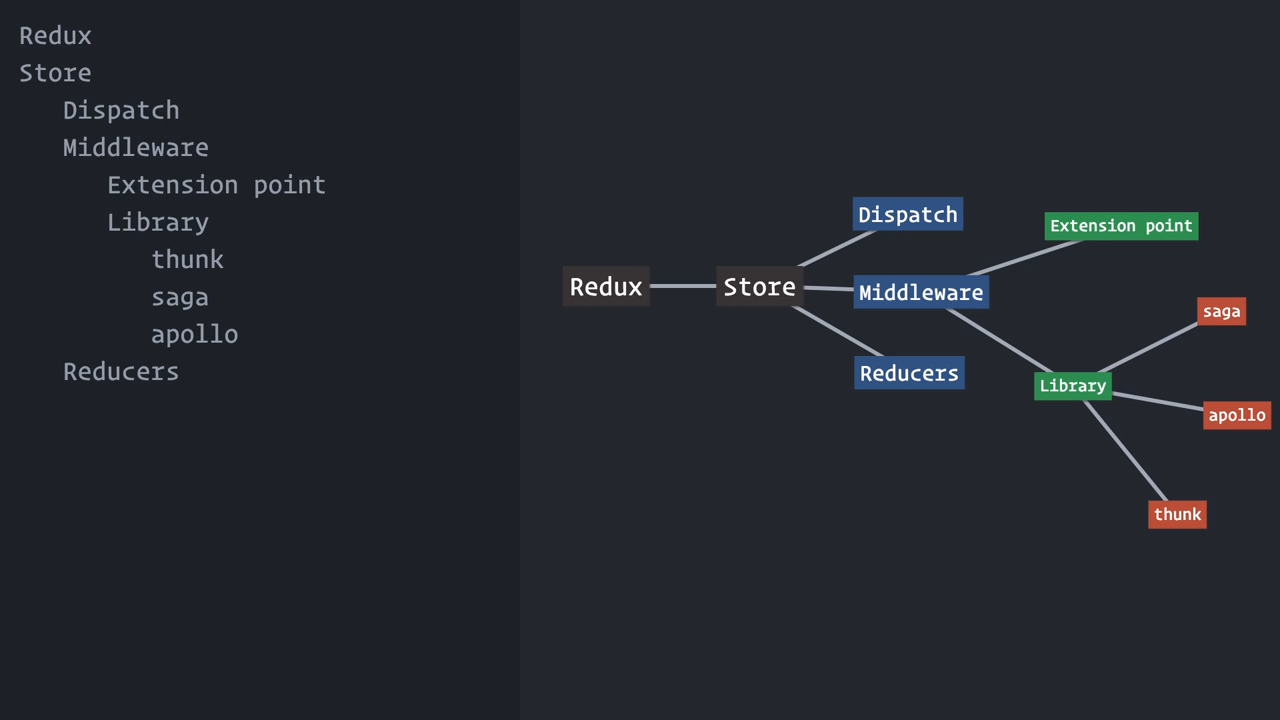 Redux
Store
Dispatch
Middleware
Extension point
Library
thunk
saga
apollo
Reducers
Redux
Store
Dispatch
Middleware
Reducers
Extension point
Library
saga
apollo
thunk